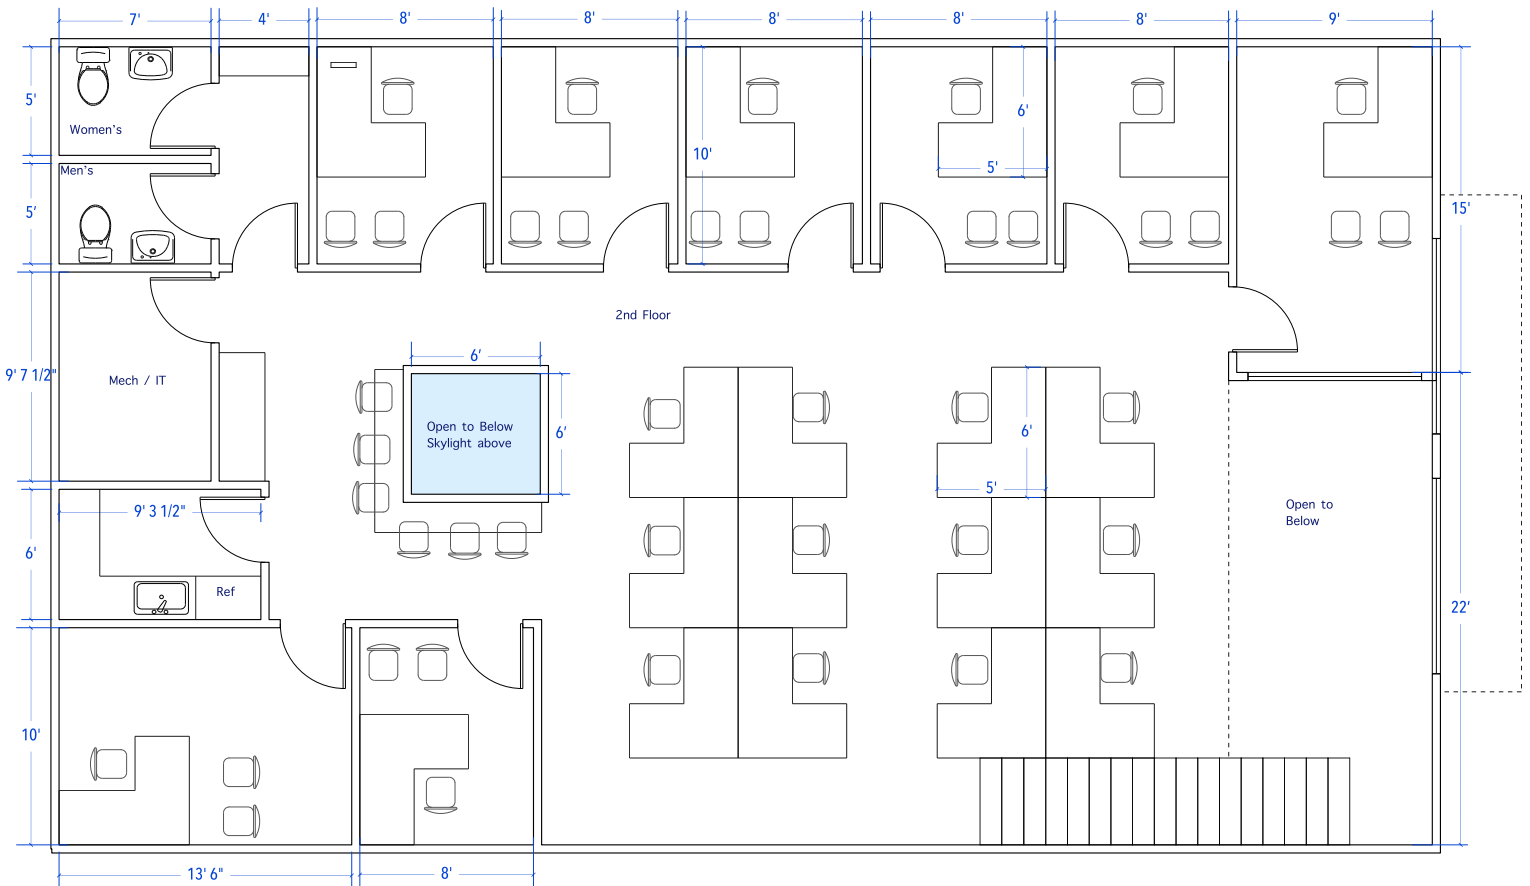 7'
4'
8'
8'
8'
8'
8'
9'
5'
Women's
10'
6'
5'
Men's
5'
15'
2nd Floor
9' 7 1/2"
Mech / IT
6'
Open to Below
Skylight above
6'
6'
5'
Open to
Below
9' 3 1/2"
6'
Ref
22'
10'
13' 6"
8'